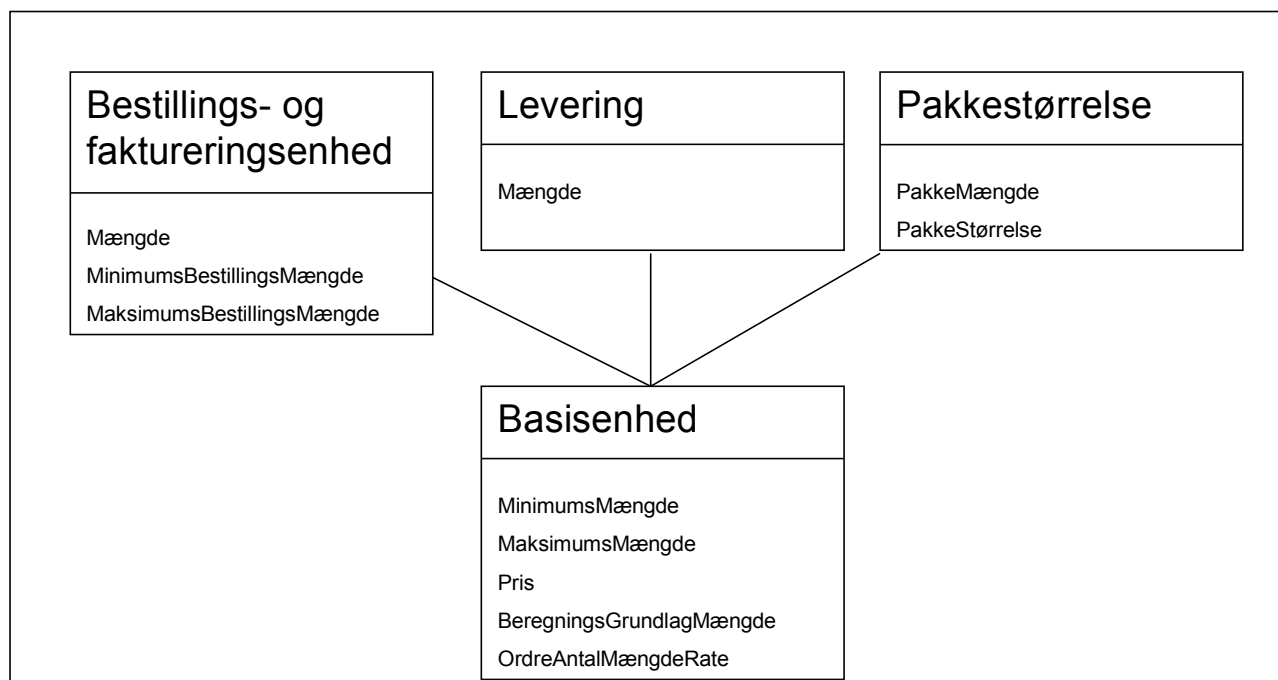 Bestillings- og
faktureringsenhed
Mængde
MinimumsBestillingsMængde
MaksimumsBestillingsMængde
Levering
Mængde
Pakkestørrelse
PakkeMængde
PakkeStørrelse
Basisenhed
MinimumsMængde
MaksimumsMængde
Pris
BeregningsGrundlagMængde
OrdreAntalMængdeRate